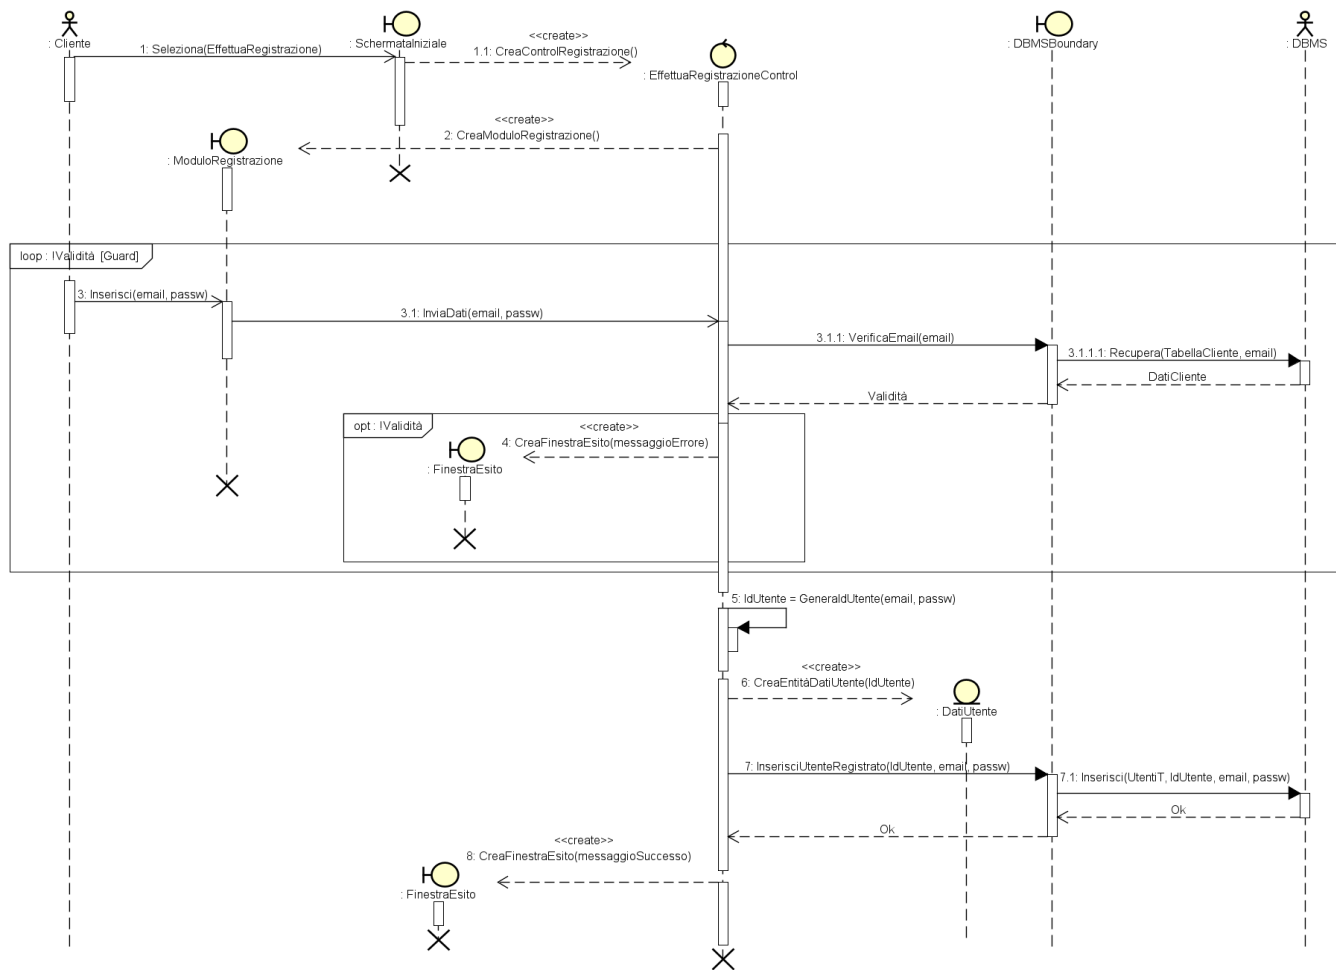 : Cliente
: SchermataIniziale
<<create>>
: DBMSBoundary
: DBMS
1: Seleziona(EffettuaRegistrazione)
1.1: CreaControlRegistrazione()
: EffettuaRegistrazioneControl
<<create>>
2: CreaModuloRegistrazione()
: ModuloRegistrazione
loop : !Validità [Guard]
3: Inserisci(email, passw)
3.1: InviaDati(email, passw)
3.1.1: VerificaEmail(email)
3.1.1.1: Recupera(TabellaCliente, email)
DatiCliente
Validità
opt : !Validità
<<create>>
4: CreaFinestraEsito(messaggioErrore)
: FinestraEsito
5: IdUtente = GeneraIdUtente(email, passw)
<<create>>
6: CreaEntitàDatiUtente(IdUtente)
: DatiUtente
7: InserisciUtenteRegistrato(IdUtente, email, passw)
7.1: Inserisci(UtentiT, IdUtente, email, passw)
Ok
Ok
<<create>>
8: CreaFinestraEsito(messaggioSuccesso)
: FinestraEsito